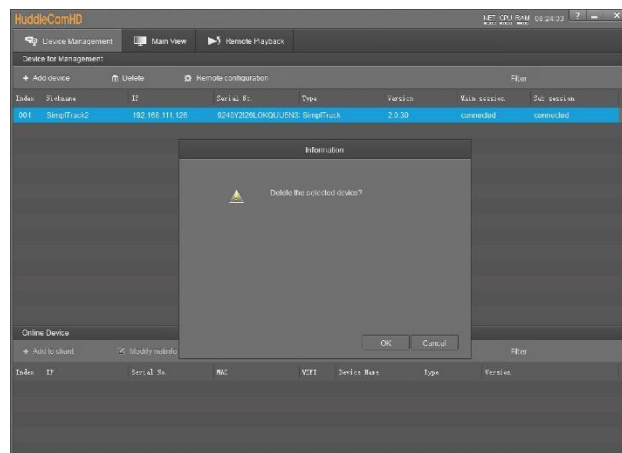 HuddleCamHD NET CPU RAM 08:24:03 ? – X
Device Management Main View Remote Playback
Device for Management
+ Add device Delete Remote configuration Filter
Index Nickname IP Serial No. Type Version Main session Sub session
001 SimplTrack2 192.168.111.126 SimplTrack 2.0.30 connected connected
Information
Delete the selected device?
OK Cancel
Online Device
+ Add to client Modify netinfo Filter
Index IP Serial No. MAC WIFI Device Name Type Version